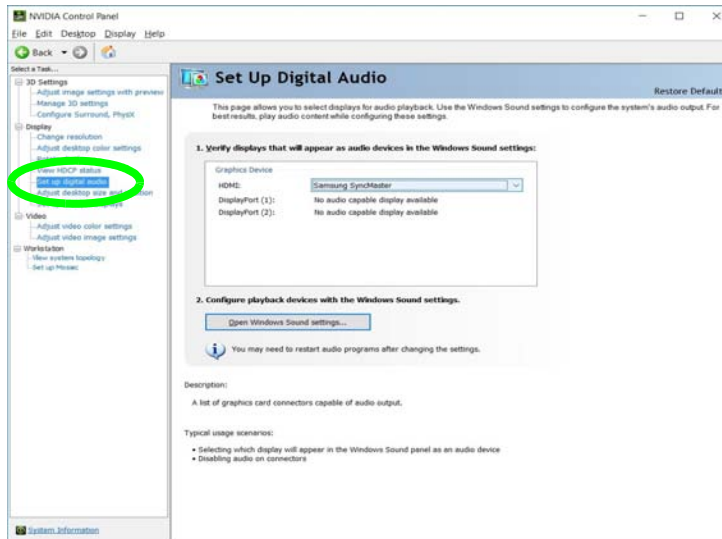 NVIDIA Control Panel
File Edit Desktop Display Help
Back
Select a Task...
3D Settings
Adjust image settings with preview
Manage 3D settings
Configure Surround, PhysX
Display
Change resolution
Adjust desktop color settings
View HDCP status
Set up digital audio
Adjust desktop size and
Video
Adjust video color settings
Adjust video image settings
Workstation
View system topology
Set up Mosaic
System Information
Set Up Digital Audio
Restore Default
This page allows you to select displays for audio playback. Use the Windows Sound settings to configure the system's audio output. For
best results, play audio content while configuring these settings.
1. Verify displays that will appear as audio devices in the Windows Sound settings:
Graphics Device
HDMI: Samsung SyncMaster
DisplayPort (1): No audio capable display available
DisplayPort (2): No audio capable display available
2. Configure playback devices with the Windows Sound settings.
Open Windows Sound settings...
You may need to restart audio programs after changing the settings.
Description:
A list of graphics card connectors capable of audio output.
Typical usage scenarios:
• Selecting which display will appear in the Windows Sound panel as an audio device
• Disabling audio on connectors